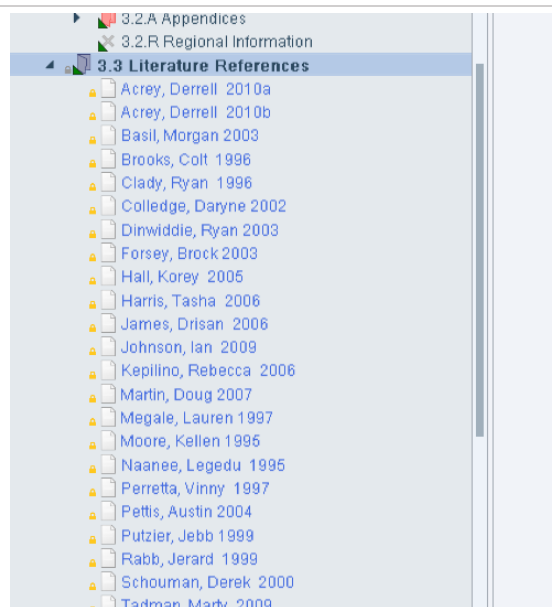 3.2.A Appendices
3.2.R Regional Information
3.3 Literature References
Acrey, Derrell 2010a
Acrey, Derrell 2010b
Basil, Morgan 2003
Brooks, Colt 1996
Clady, Ryan 1996
Colledge, Daryne 2002
Dinwiddie, Ryan 2003
Forsey, Brock 2003
Hall, Korey 2005
Harris, Tasha 2006
James, Drisan 2006
Johnson, Ian 2009
Kepilino, Rebecca 2006
Martin, Doug 2007
Megale, Lauren 1997
Moore, Kellen 1995
Naanee, Legedu 1995
Perretta, Vinny 1997
Pettis, Austin 2004
Putzier, Jebb 1999
Rabb, Jerard 1999
Schouman, Derek 2000
Tadman, Marty 2009